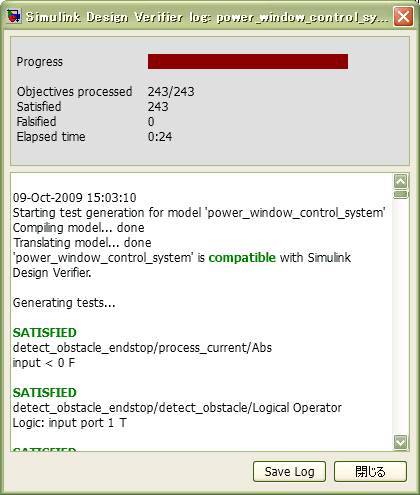 Simulink Design Verifier log: power_window_control_sy...
Progress
Objectives processed 243/243
Satisfied 243
Falsified 0
Elapsed time 0:24
09-Oct-2009 15:03:10
Starting test generation for model 'power_window_control_system'
Compiling model... done
Translating model... done
'power_window_control_system' is compatible with Simulink
Design Verifier.
Generating tests...
SATISFIED
detect_obstacle_endstop/process_current/Abs
input < 0 F
SATISFIED
detect_obstacle_endstop/detect_obstacle/Logical Operator
Logic: input port 1 T
SATISFIED
Save Log 閉じる